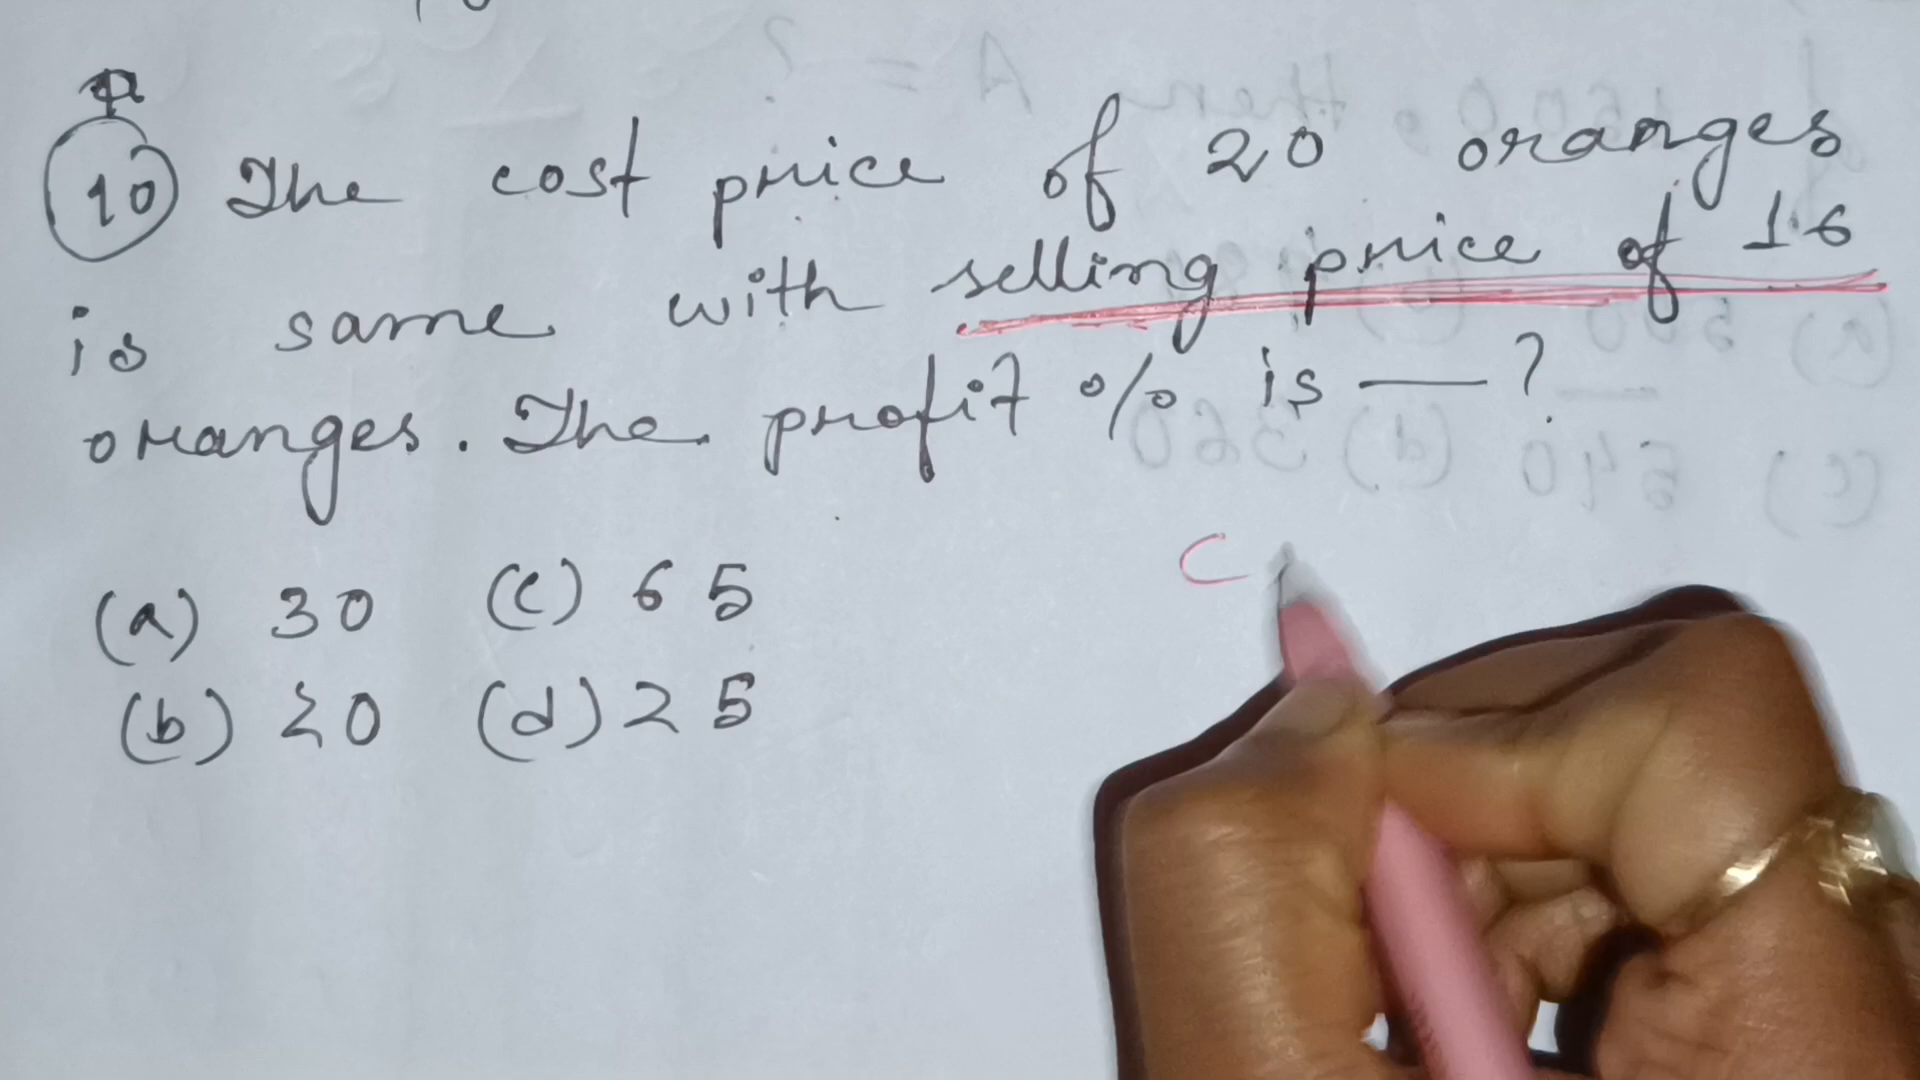 10 The cost price of 20 oranges
is same with selling price of 16
oranges. The profit % is — ?
(a) 30 (c) 65
(b) 20 (d) 25
C